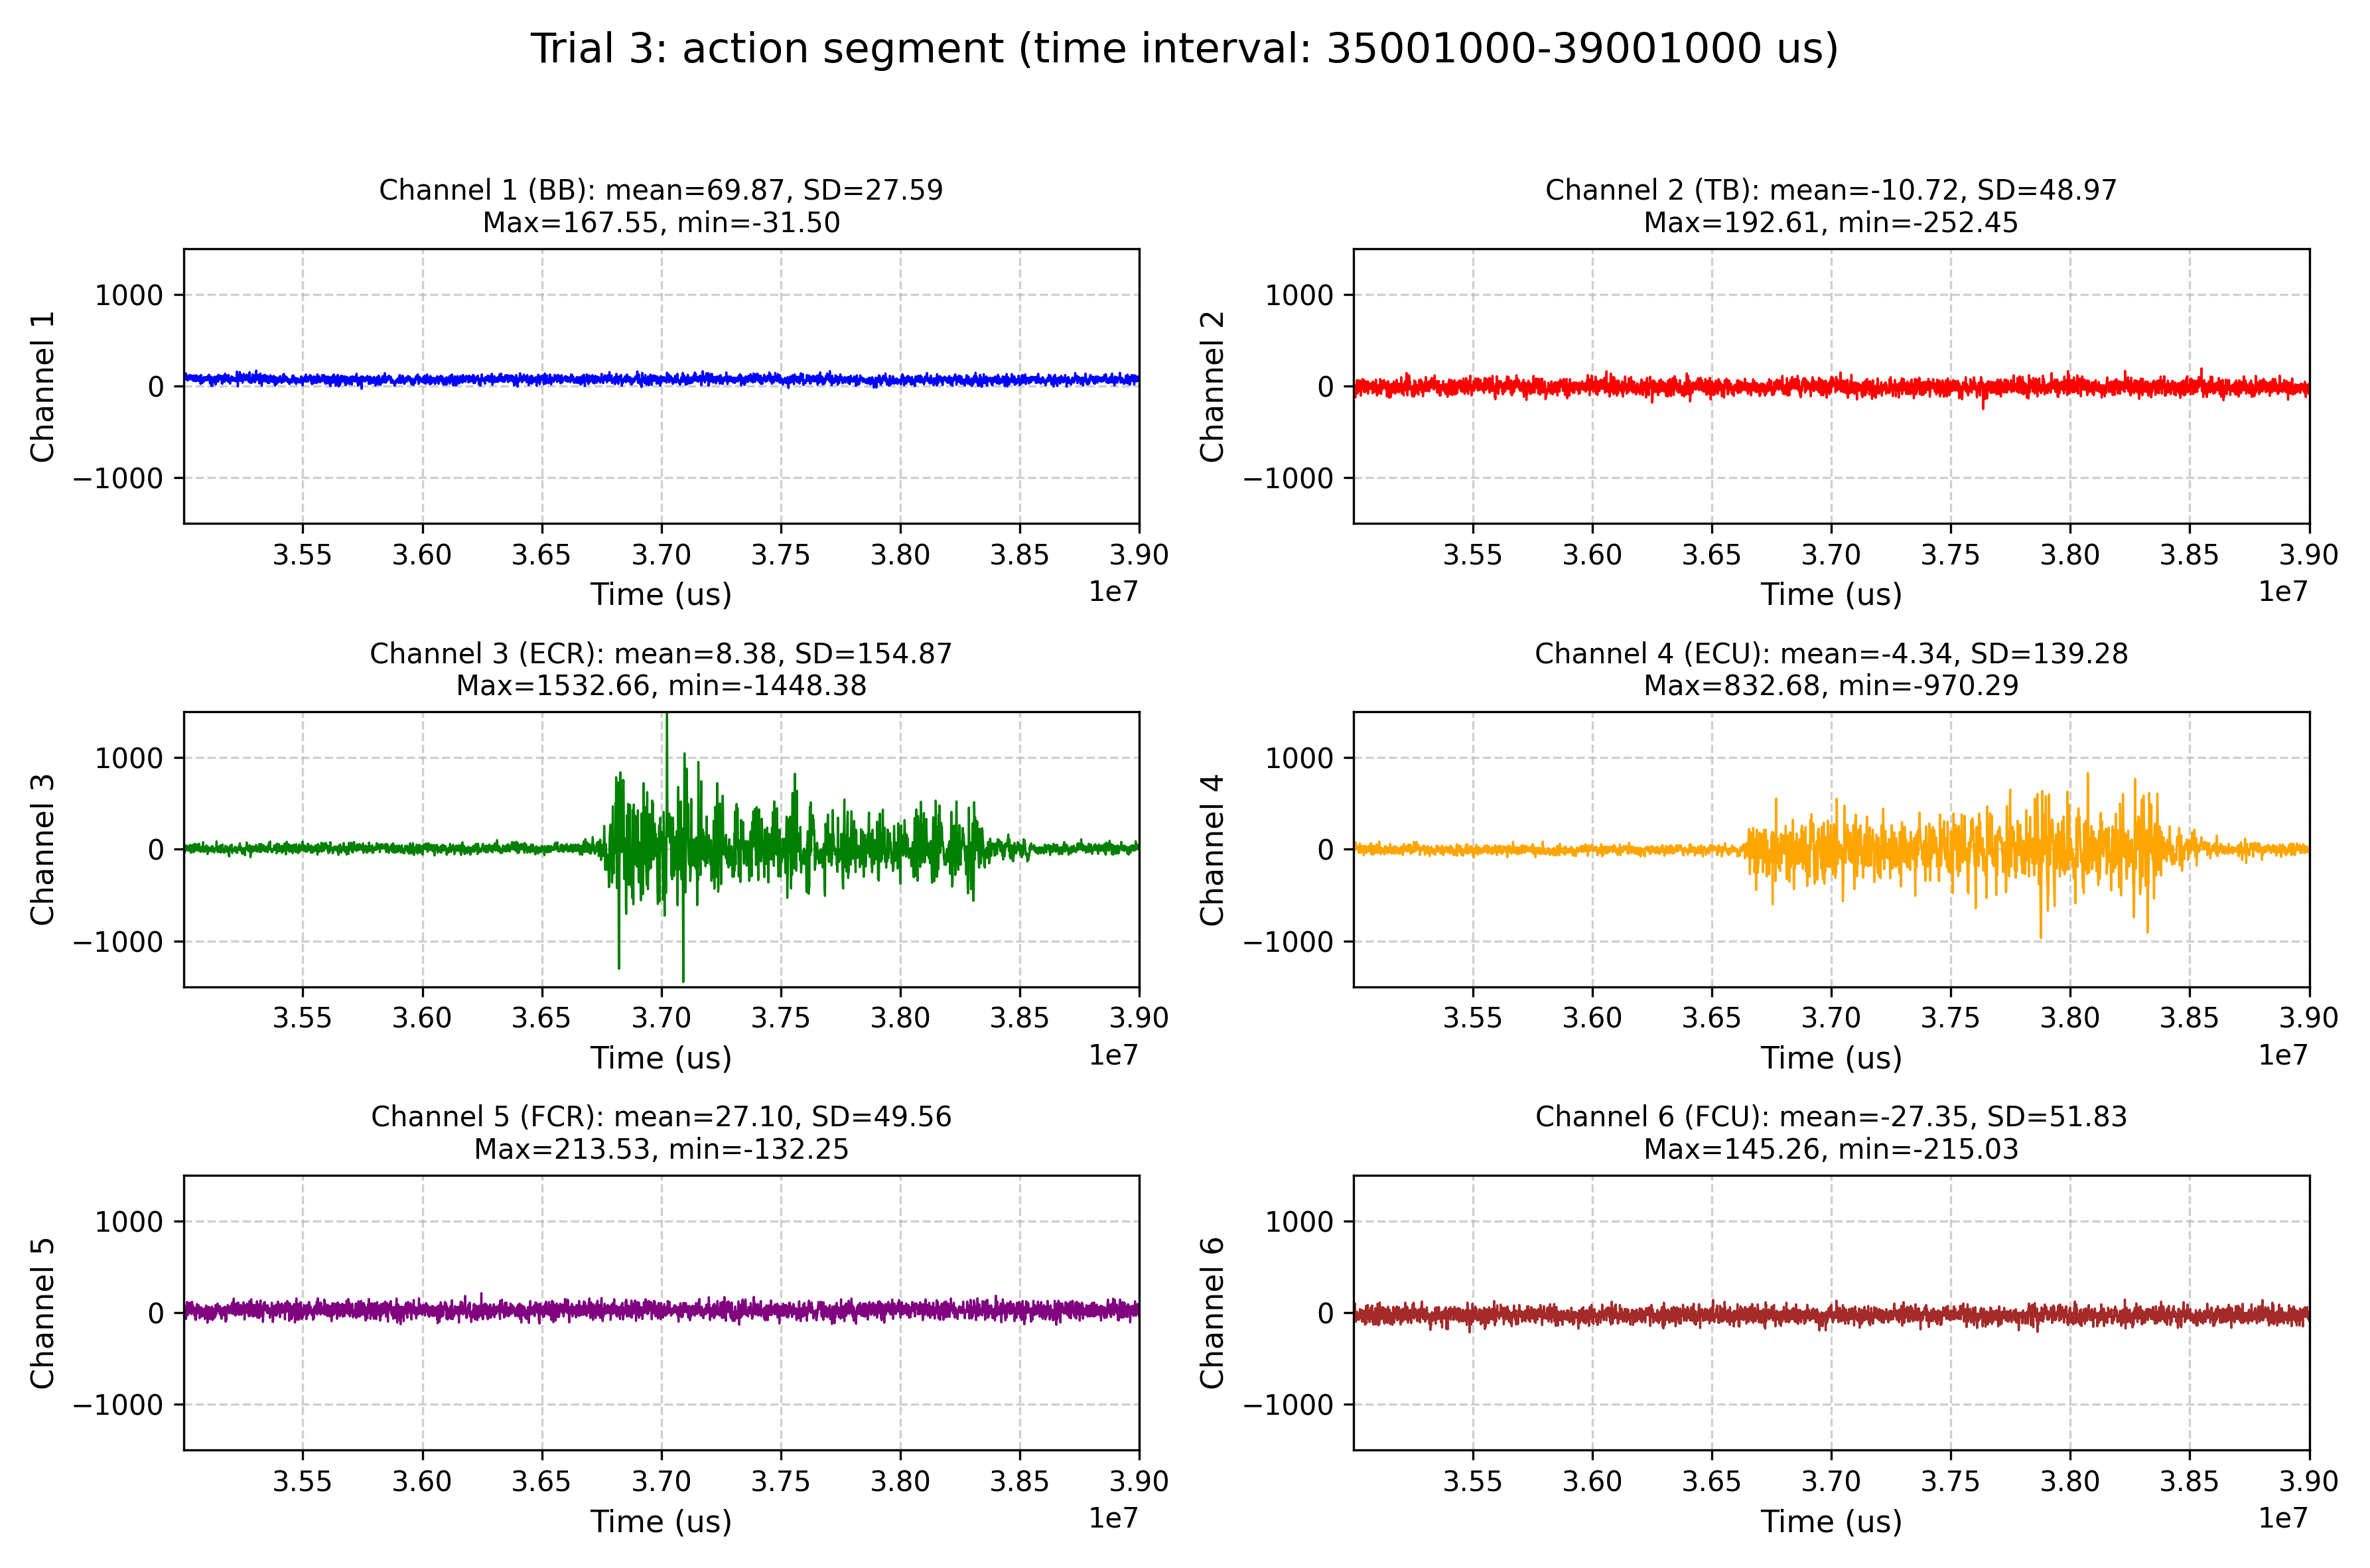 Trial 3: action segment (time interval: 35001000-39001000 us)
Channel 1 (BB): mean=69.87, SD=27.59
Max=167.55, min=-31.50
Channel 1
1000
0
−1000
3.55 3.60 3.65 3.70 3.75 3.80 3.85 3.90
Time (us)
1e7
Channel 2 (TB): mean=-10.72, SD=48.97
Max=192.61, min=-252.45
Channel 2
1000
0
−1000
3.55 3.60 3.65 3.70 3.75 3.80 3.85 3.90
Time (us)
1e7
Channel 3 (ECR): mean=8.38, SD=154.87
Max=1532.66, min=-1448.38
Channel 3
1000
0
−1000
3.55 3.60 3.65 3.70 3.75 3.80 3.85 3.90
Time (us)
1e7
Channel 4 (ECU): mean=-4.34, SD=139.28
Max=832.68, min=-970.29
Channel 4
1000
0
−1000
3.55 3.60 3.65 3.70 3.75 3.80 3.85 3.90
Time (us)
1e7
Channel 5 (FCR): mean=27.10, SD=49.56
Max=213.53, min=-132.25
Channel 5
1000
0
−1000
3.55 3.60 3.65 3.70 3.75 3.80 3.85 3.90
Time (us)
1e7
Channel 6 (FCU): mean=-27.35, SD=51.83
Max=145.26, min=-215.03
Channel 6
1000
0
−1000
3.55 3.60 3.65 3.70 3.75 3.80 3.85 3.90
Time (us)
1e7